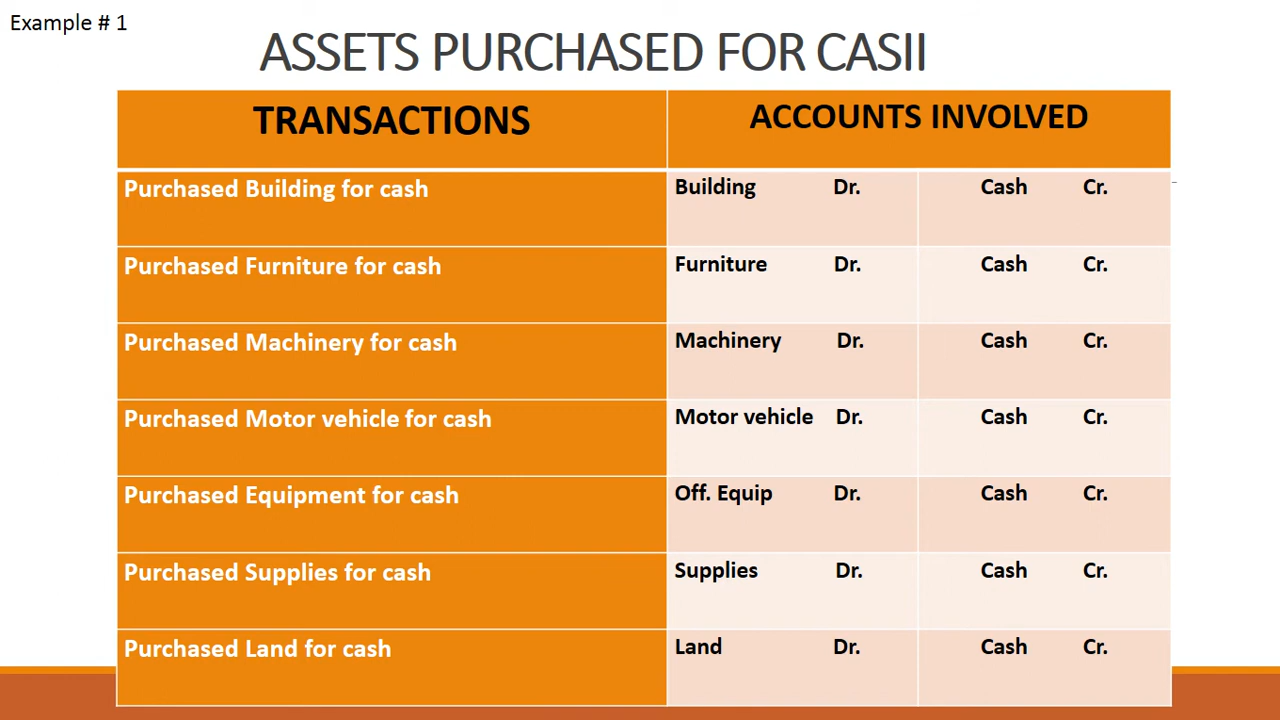 Example # 1
ASSETS PURCHASED FOR CASII
TRANSACTIONS ACCOUNTS INVOLVED
Purchased Building for cash Building Dr. Cash Cr.
Purchased Furniture for cash Furniture Dr. Cash Cr.
Purchased Machinery for cash Machinery Dr. Cash Cr.
Purchased Motor vehicle for cash Motor vehicle Dr. Cash Cr.
Purchased Equipment for cash Off. Equip Dr. Cash Cr.
Purchased Supplies for cash Supplies Dr. Cash Cr.
Purchased Land for cash Land Dr. Cash Cr.